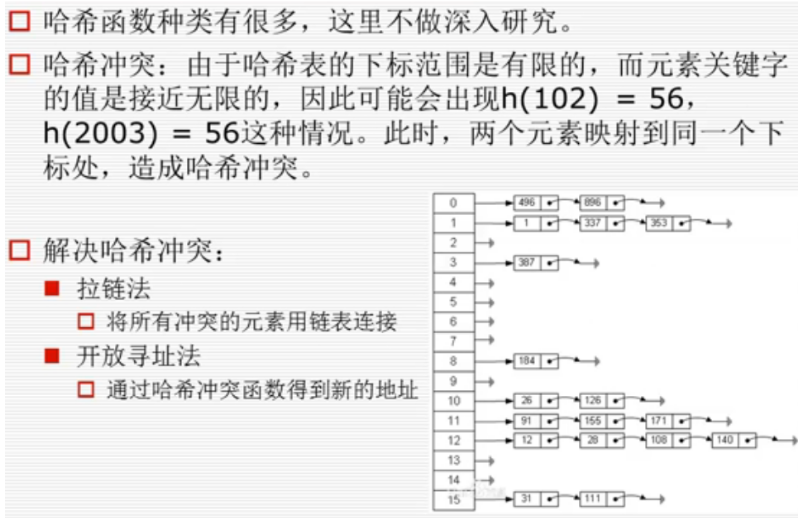 哈希函数种类有很多，这里不做深入研究。
哈希冲突：由于哈希表的下标范围是有限的，而元素关键字
的值是接近无限的，因此可能会出现h(102) = 56，
h(2003) = 56这种情况。此时，两个元素映射到同一个下
标处，造成哈希冲突。
解决哈希冲突：
拉链法
将所有冲突的元素用链表连接
开放寻址法
通过哈希冲突函数得到新的地址
0 496 896
1 1 337 353
2
3 387
4
5
6
7
8 184
9
10 26 126
11 91 155 171
12 12 28 108 140
13
14
15 31 111